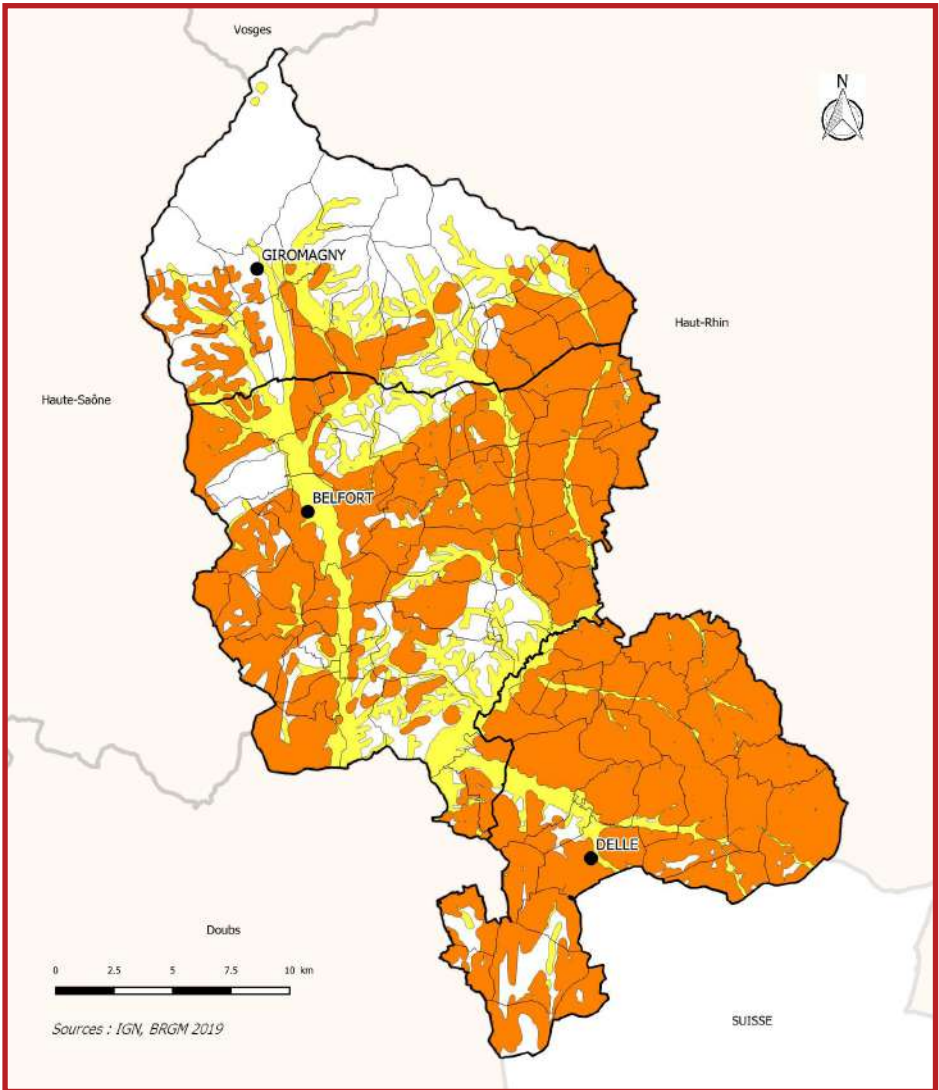 Vosges
N
GIROMAGNY
Haut-Rhin
Haute-Saône
BELFORT
DELLE
Doubs
0 2.5 5 7.5 10 km
Sources : IGN, BRGM 2019
SUISSE